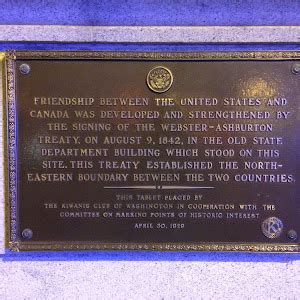 FRIENDSHIP BETWEEN THE UNITED STATES AND
CANADA WAS DEVELOPED AND STRENGTHENED BY
THE SIGNING OF THE WEBSTER-ASHBURTON
TREATY, ON AUGUST 9, 1842, IN THE OLD STATE
DEPARTMENT BUILDING WHICH STOOD ON THIS
SITE. THIS TREATY ESTABLISHED THE NORTH-
EASTERN BOUNDARY BETWEEN THE TWO COUNTRIES
THIS TABLET PLACED BY
THE KIWANIS CLUB OF WASHINGTON IN COOPERATION WITH THE
COMMITTEE ON MARKING POINTS OF HISTORIC INTEREST
APRIL 30, 1929